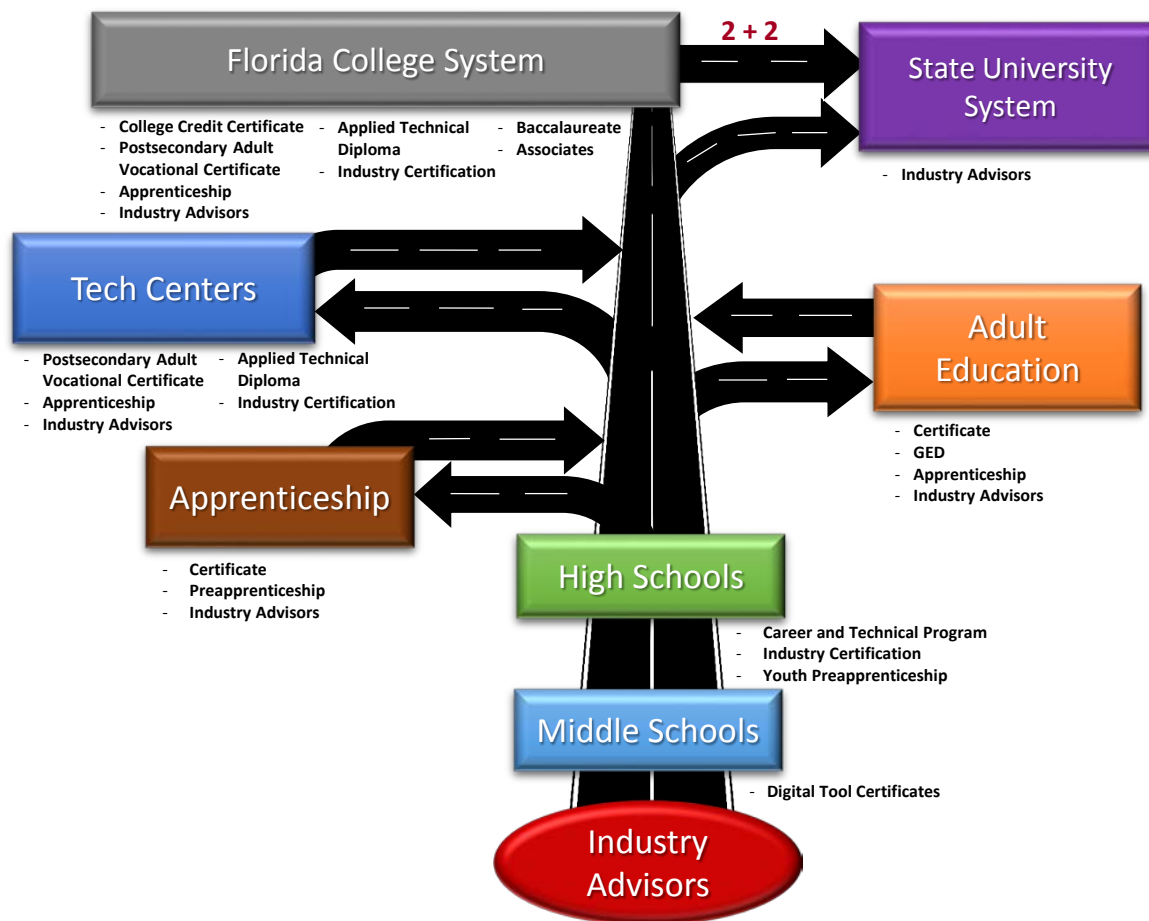 2 + 2
Florida College System
State University
System
- College Credit Certificate
- Postsecondary Adult
Vocational Certificate
- Apprenticeship
- Industry Advisors
- Applied Technical
Diploma
- Industry Certification
- Baccalaureate
- Associates
- Industry Advisors
Tech Centers
- Postsecondary Adult
Vocational Certificate
- Apprenticeship
- Industry Advisors
- Applied Technical
Diploma
- Industry Certification
Adult
Education
- Certificate
- GED
- Apprenticeship
- Industry Advisors
Apprenticeship
- Certificate
- Preapprenticeship
- Industry Advisors
High Schools
- Career and Technical Program
- Industry Certification
- Youth Preapprenticeship
Middle Schools
- Digital Tool Certificates
Industry
Advisors